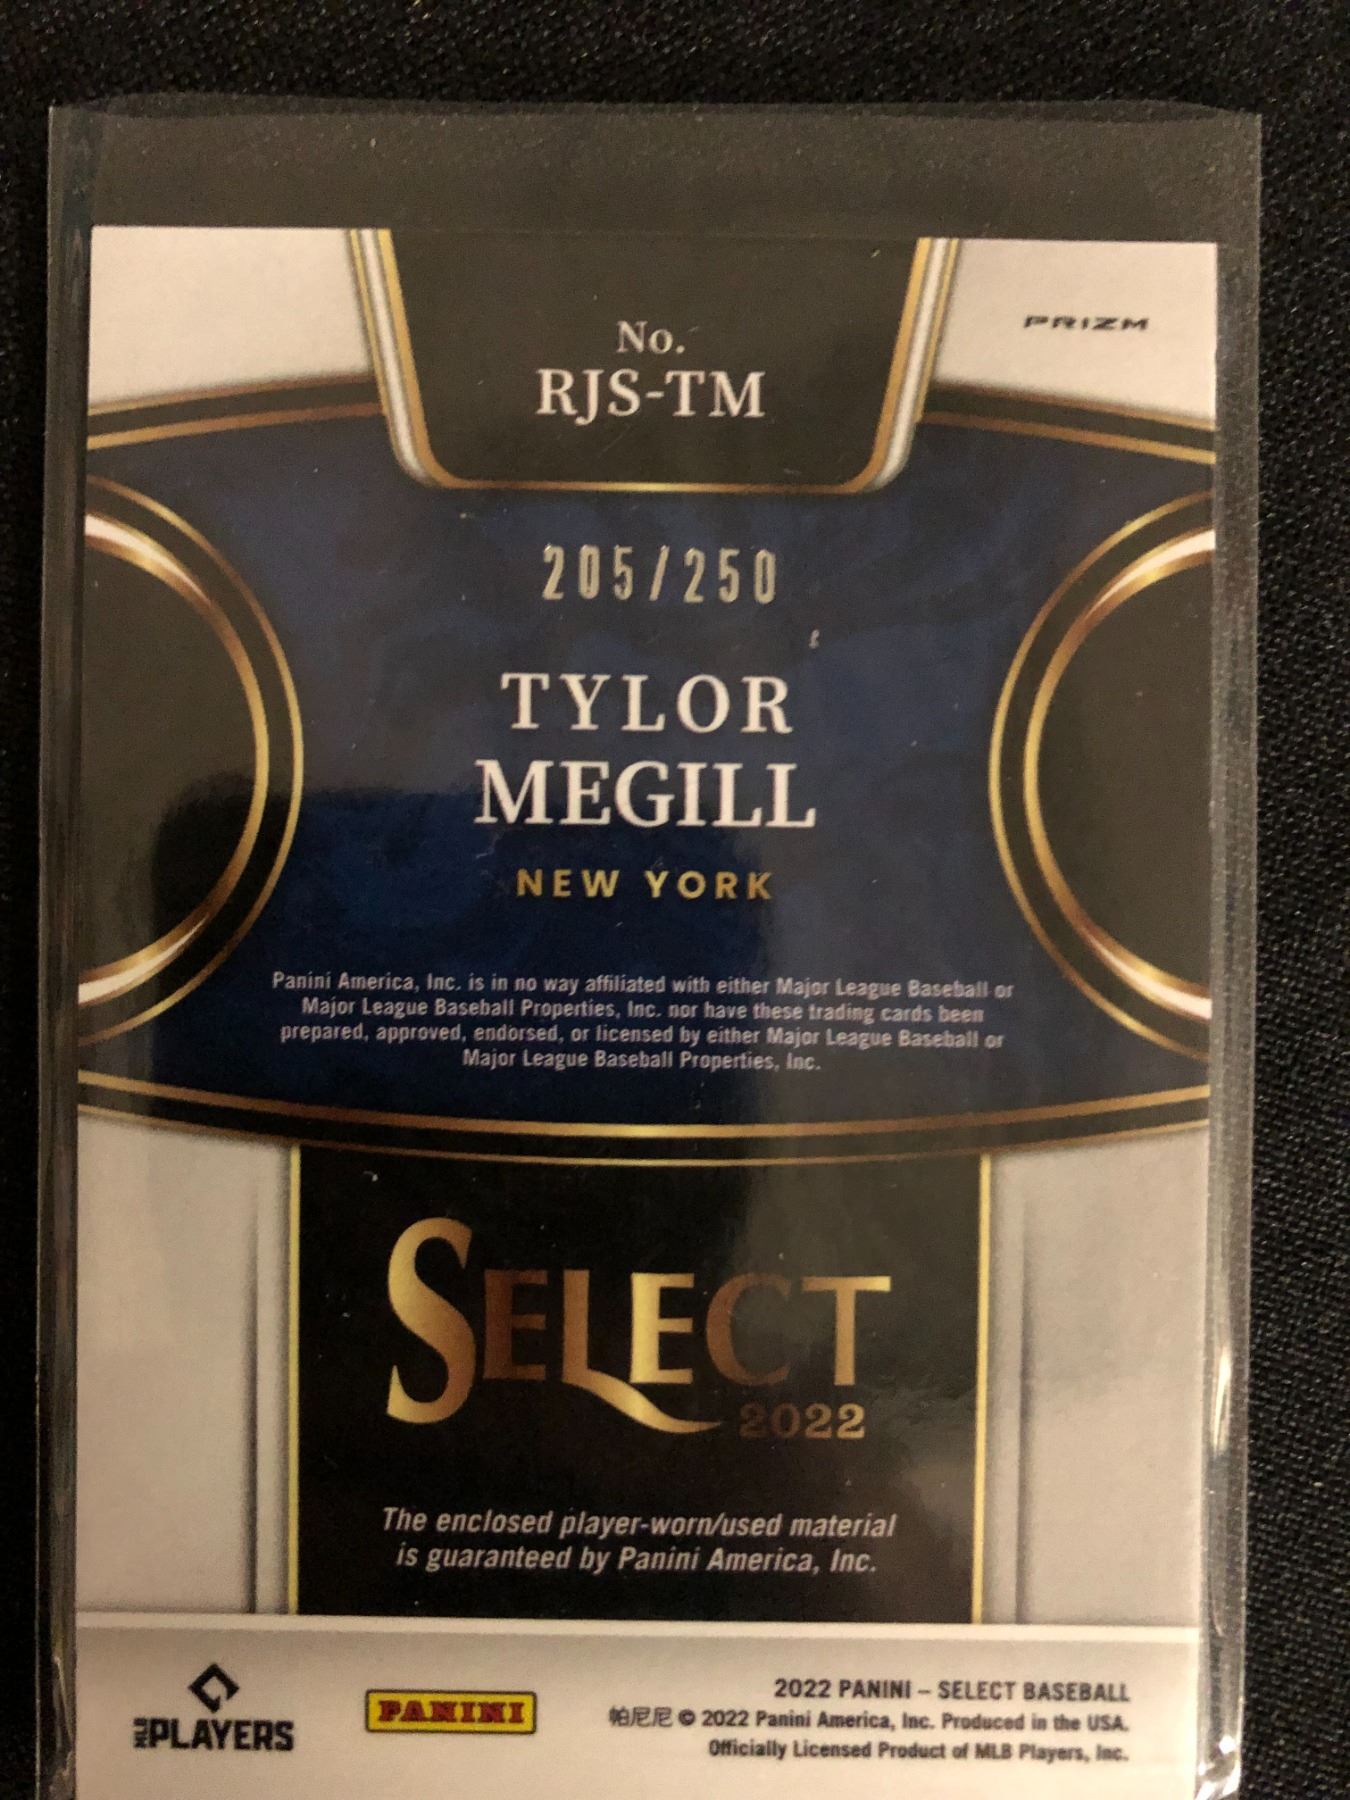 PRIZM
No.
RJS-TM
205/250
TYLOR
MEGILL
NEW YORK
Panini America, Inc. is in no way affiliated with either Major League Baseball or
Major League Baseball Properties, Inc. nor have these trading cards been
prepared, approved, endorsed, or licensed by either Major League Baseball or
Major League Baseball Properties, Inc.
SELECT
2022
The enclosed player-worn/used material
is guaranteed by Panini America, Inc.
MLB PLAYERS
PANINI
2022 PANINI – SELECT BASEBALL
帕尼尼 © 2022 Panini America, Inc. Produced in the USA.
Officially Licensed Product of MLB Players, Inc.